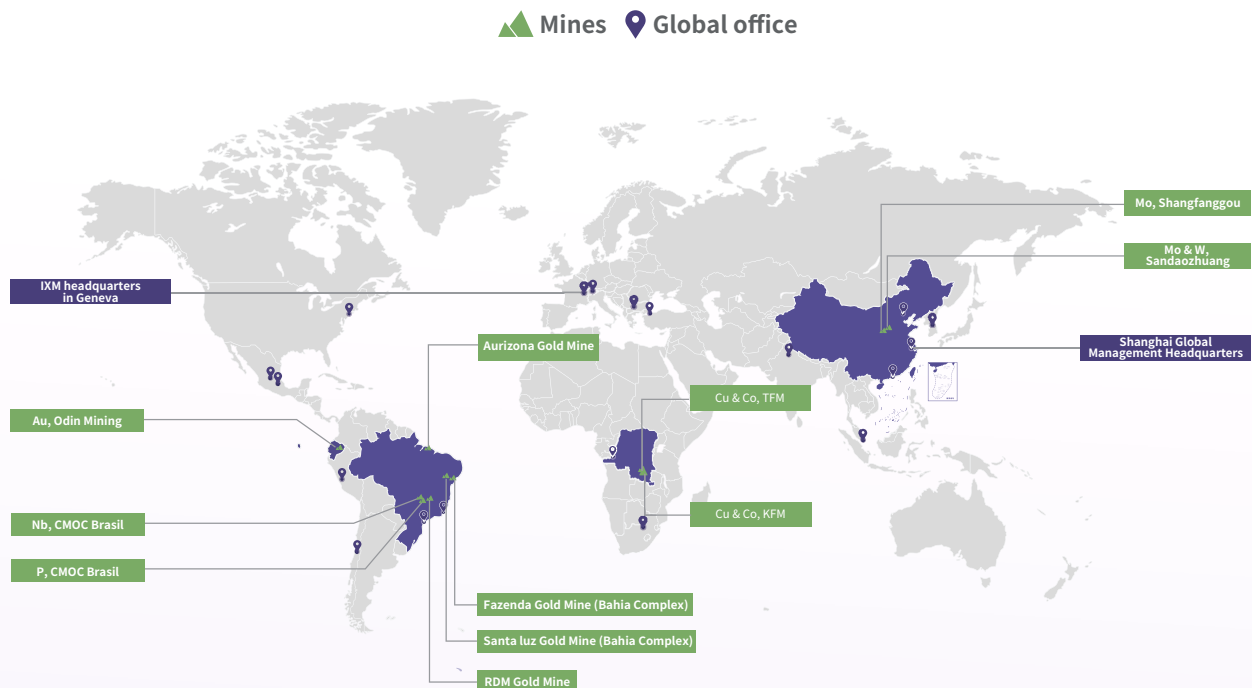 Mines
Global office
Mo, Shangfanggou
Mo & W,
Sandaozhuang
IXM headquarters
in Geneva
Shanghai Global
Management Headquarters
Aurizona Gold Mine
Cu & Co, TFM
Au, Odin Mining
Cu & Co, KFM
Nb, CMOC Brasil
P, CMOC Brasil
Fazenda Gold Mine (Bahia Complex)
Santa luz Gold Mine (Bahia Complex)
RDM Gold Mine